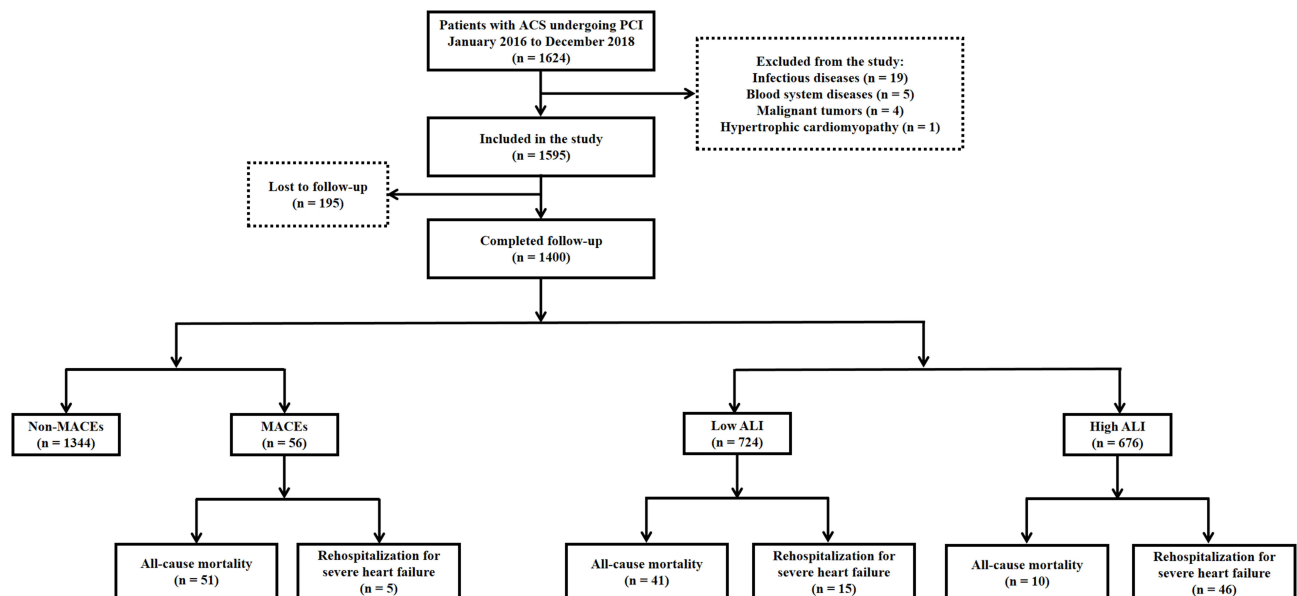 Patients with ACS undergoing PCI
January 2016 to December 2018
(n = 1624)
Excluded from the study:
Infectious diseases (n = 19)
Blood system diseases (n = 5)
Malignant tumors (n = 4)
Hypertrophic cardiomyopathy (n = 1)
Included in the study
(n = 1595)
Lost to follow-up
(n = 195)
Completed follow-up
(n = 1400)
Non-MACEs
(n = 1344)
MACEs
(n = 56)
Low ALI
(n = 724)
High ALI
(n = 676)
All-cause mortality
(n = 51)
Rehospitalization for
severe heart failure
(n = 5)
All-cause mortality
(n = 41)
Rehospitalization for
severe heart failure
(n = 15)
All-cause mortality
(n = 10)
Rehospitalization for
severe heart failure
(n = 46)